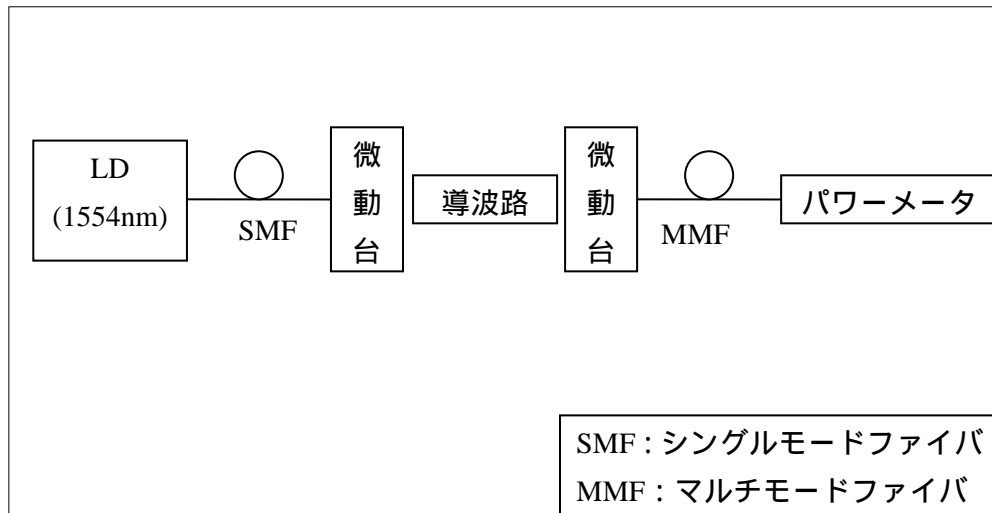 LD
(1554nm)
SMF
微
動
台
導波路
微
動
台
MMF
パワーメータ
SMF : シングルモードファイバ
MMF : マルチモードファイバ